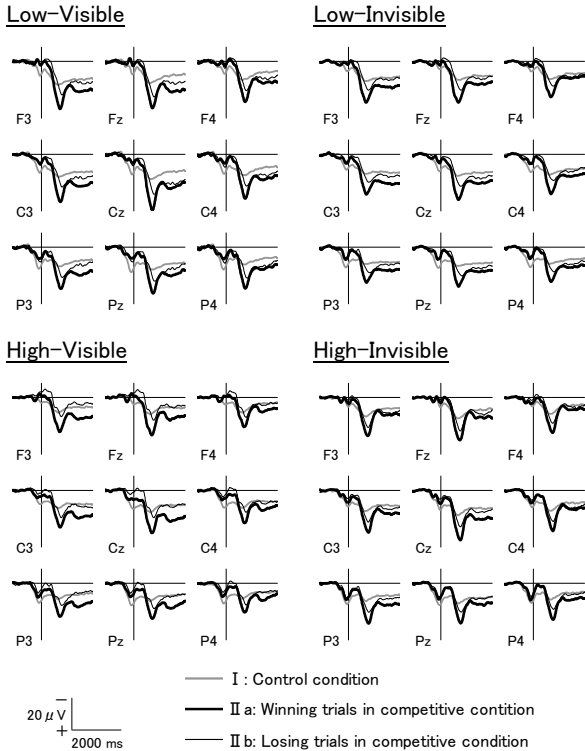 Low-Visible
Low-Invisible
F3 Fz F4 F3 Fz F4
C3 Cz C4 C3 Cz C4
P3 Pz P4 P3 Pz P4
High-Visible
High-Invisible
F3 Fz F4 F3 Fz F4
C3 Cz C4 C3 Cz C4
P3 Pz P4 P3 Pz P4
Ⅰ : Control condition
−
20 μV
+
2000 ms
Ⅱa: Winning trials in competitive contition
Ⅱb: Losing trials in competitive condition